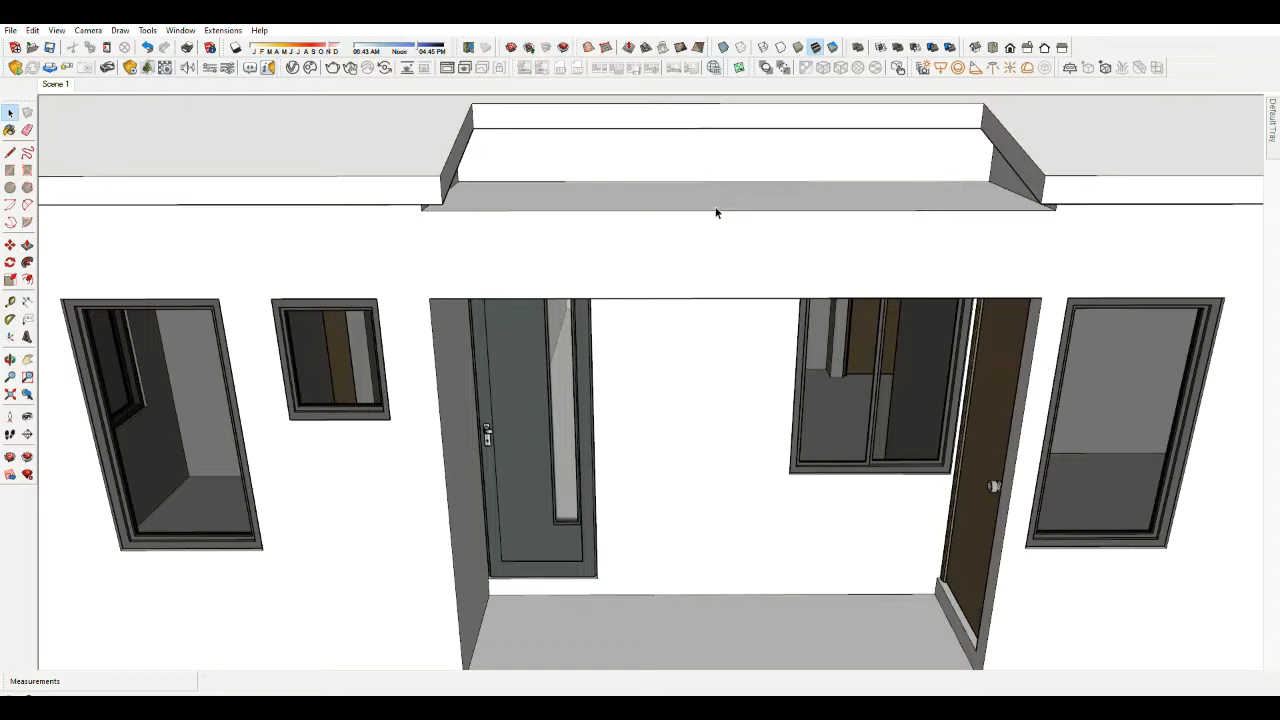 File Edit View Camera Draw Tools Window Extensions Help
J F M A M J J A S O N D 06:43 AM Noon 04:45 PM
Scene 1
Default Tray
Measurements